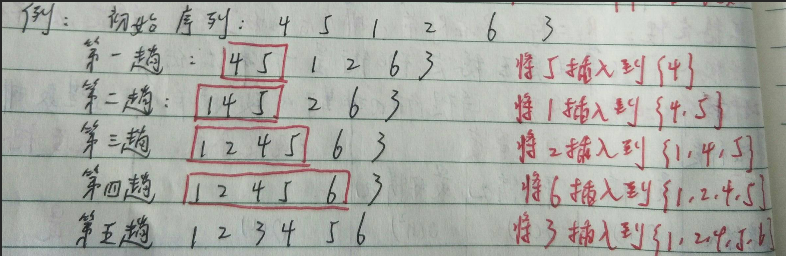 例: 初始序列: 4 5 1 2 6 3
第一趟: 4 5 1 2 6 3 将5插入到{4}
第二趟: 1 4 5 2 6 3 将1插入到{4,5}
第三趟 1 2 4 5 6 3 将2插入到{1,4,5}
第四趟 1 2 4 5 6 3 将6插入到{1,2,4,5}
第五趟 1 2 3 4 5 6 将3插入到{1,2,4,5,6}